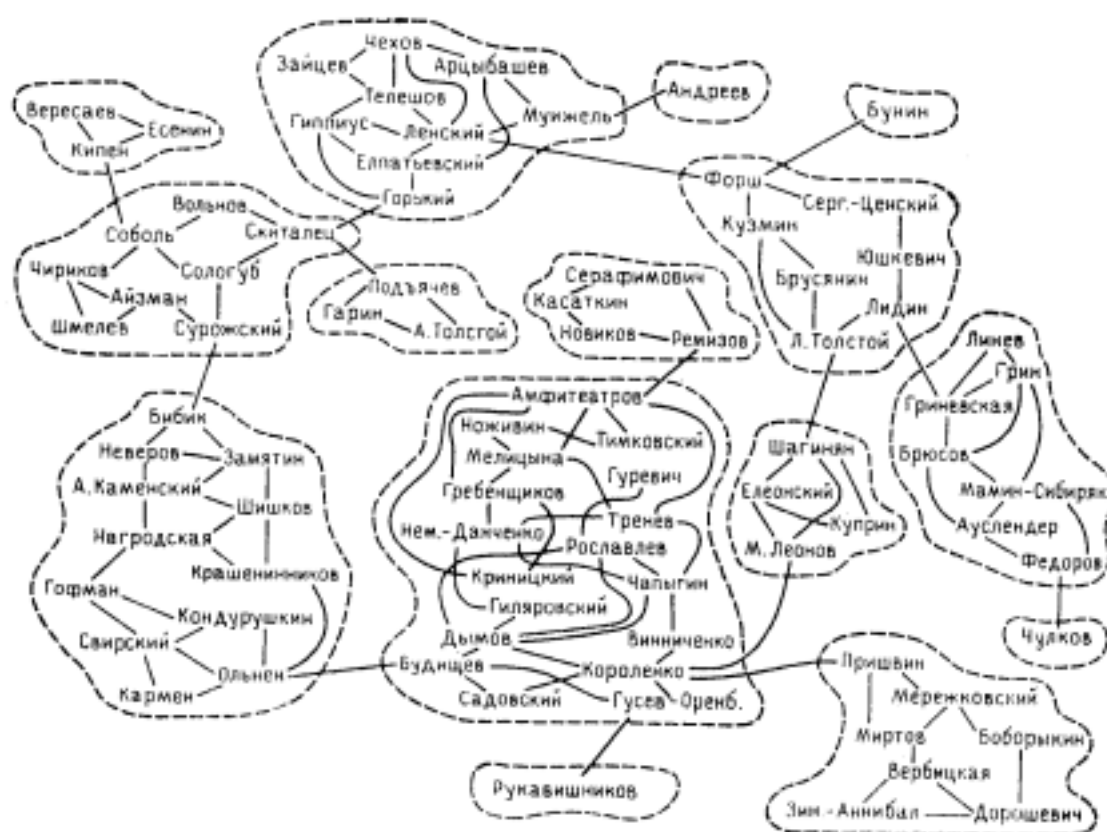 Чехов
Зайцев
Арцыбашев
Телешов
Гиппиус
Ленский
Муйжель
Елпатьевский
Горький
Андреев
Бунин
Вересаев
Есенин
Кипен
Вольнов
Скиталец
Соболь
Чириков
Сологуб
Айзман
Шмелев
Сурожский
Подъячев
Гарин
А.Толстой
Серафимович
Касаткин
Новиков
Ремизов
Форш
Серг.-Ценский
Кузмин
Юшкевич
Брусянин
Лидин
Л.Толстой
Линев
Грин
Гриневская
Брюсов
Мамин-Сибиряк
Ауслендер
Федоров
Чулков
Шагинян
Елеонский
Куприн
М.Леонов
Бибик
Неверов
Замятин
А.Каменский
Шишков
Нагродская
Крашенинников
Гофман
Кондурушкин
Свирский
Ольнем
Кармен
Амфитеатров
Ноживин
Тимковский
Мелицына
Гуревич
Гребенщиков
Тренев
Нем.-Данченко
Рославлев
Криницкий
Чапыгин
Гиляровский
Дымов
Винниченко
Будищев
Короленко
Садовский
Гусев
Оренб.
Рукавишников
Пришвин
Мережковский
Миртов
Боборыкин
Вербицкая
Зин.-Аннибал
Дорошевич